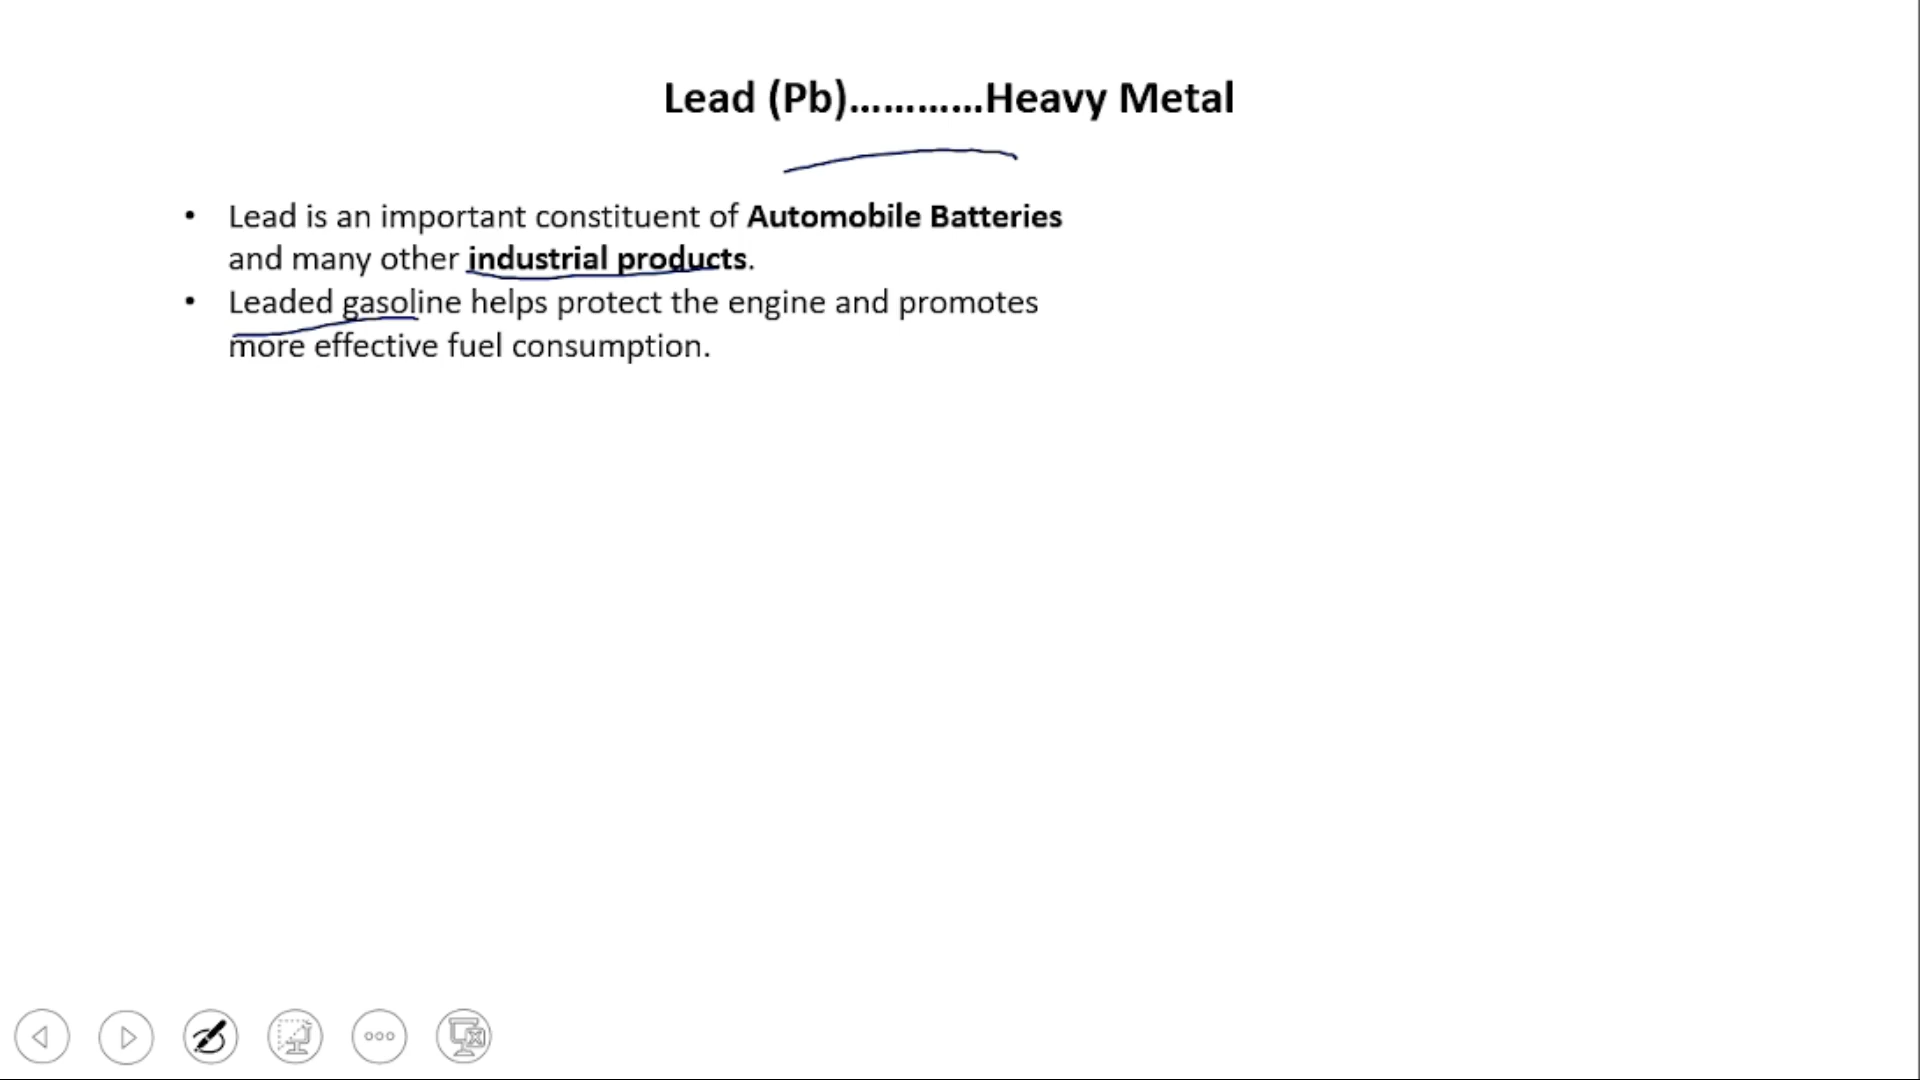 Lead (Pb)............Heavy Metal
• Lead is an important constituent of Automobile Batteries
and many other industrial products.
• Leaded gasoline helps protect the engine and promotes
more effective fuel consumption.